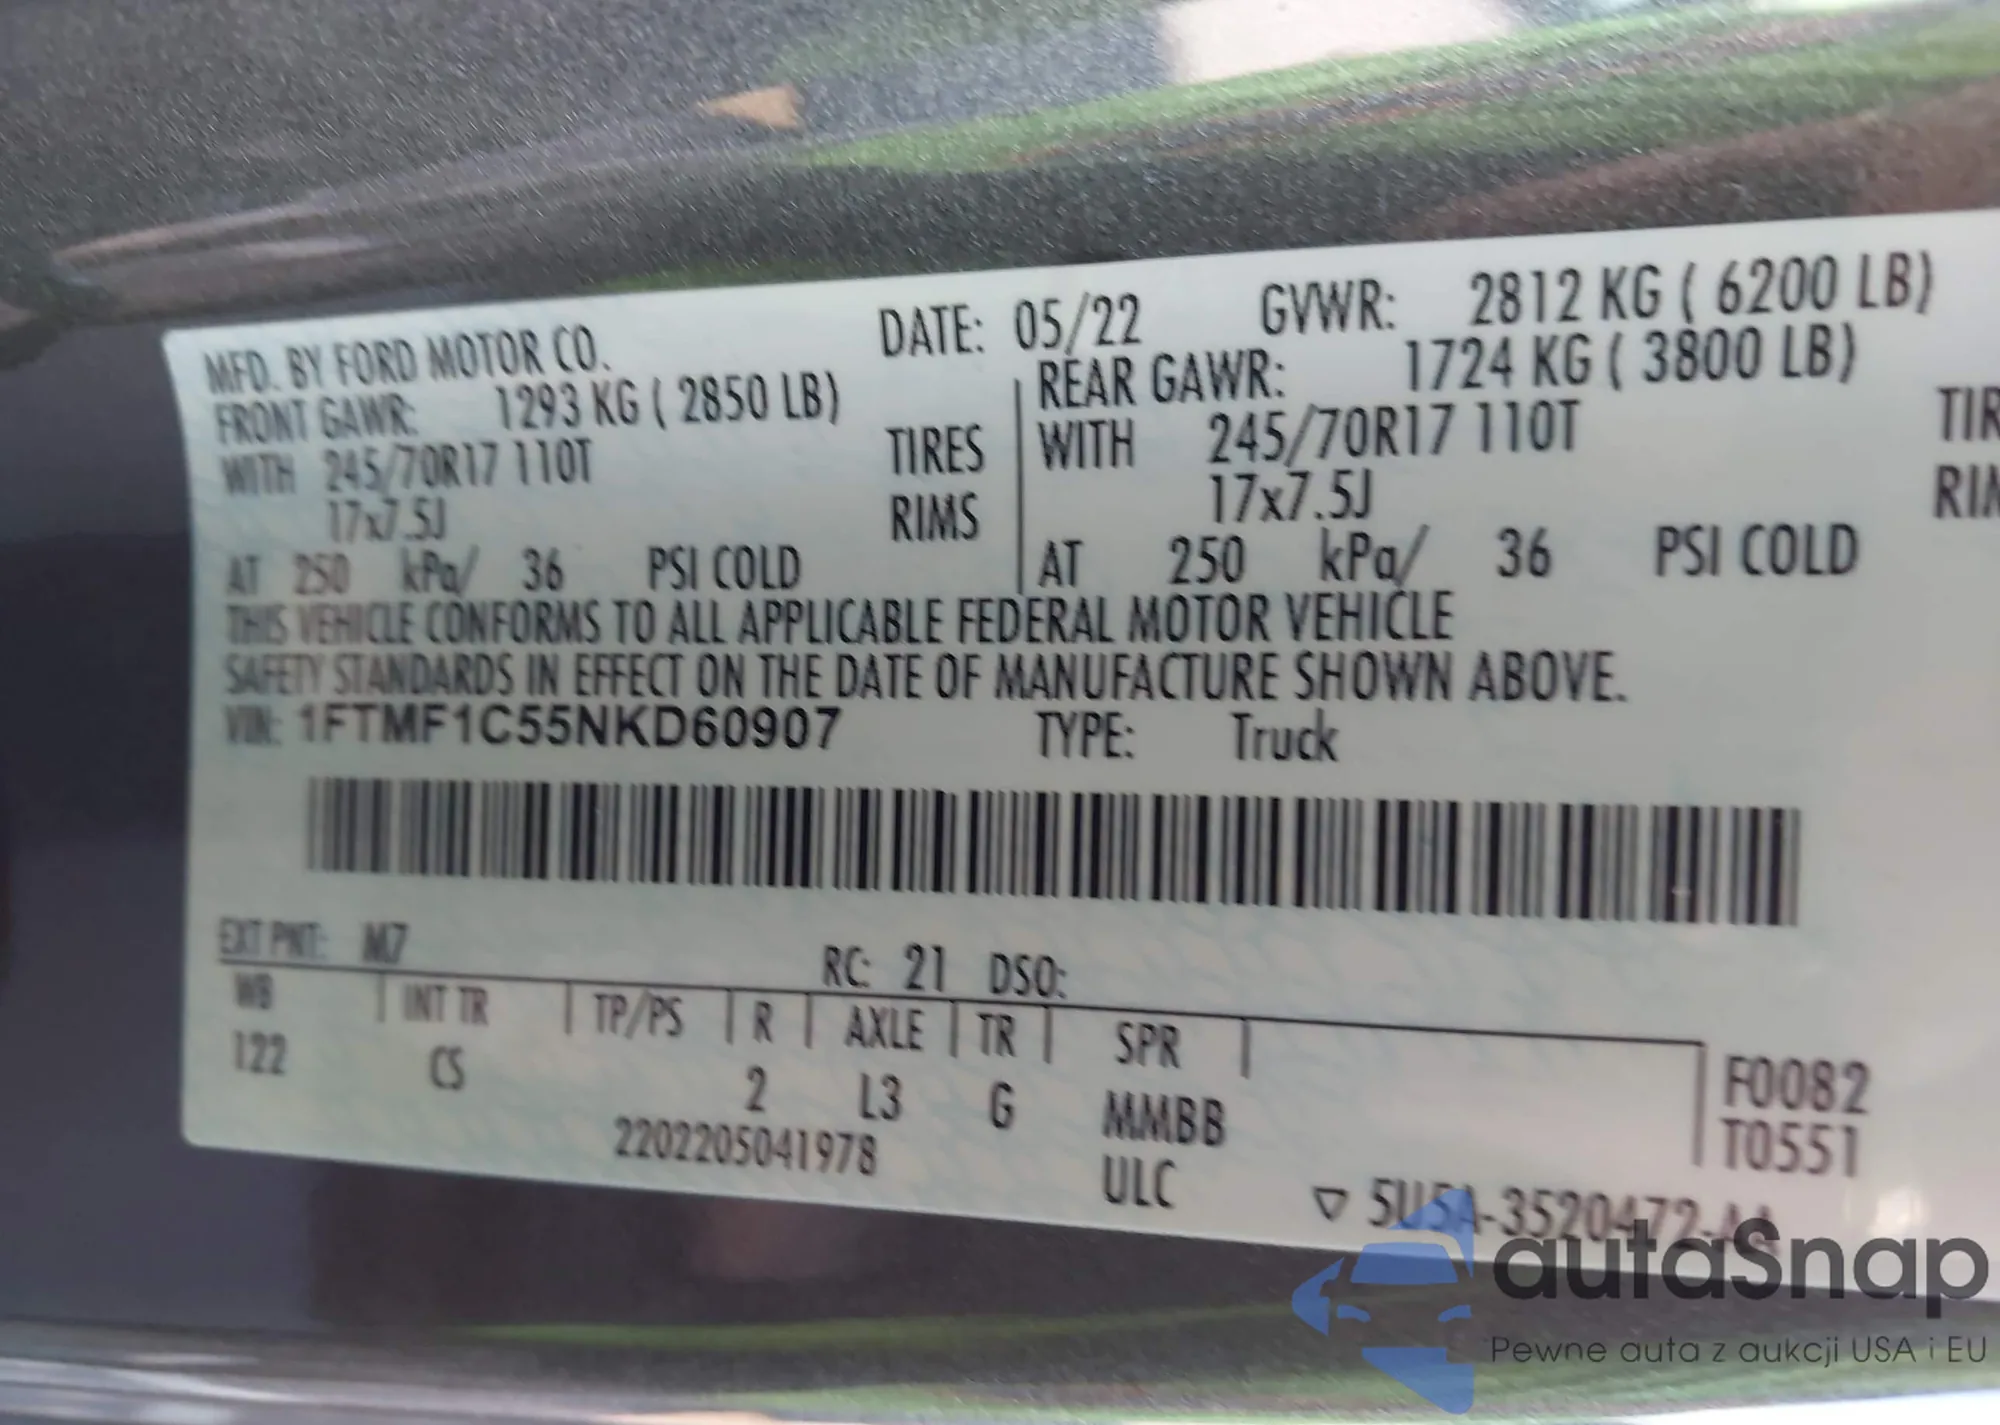 MFD. BY FORD MOTOR CO. DATE: 05/22 GVWR: 2812 KG ( 6200 LB)
FRONT GAWR: 1293 KG ( 2850 LB) REAR GAWR: 1724 KG ( 3800 LB)
WITH 245/70R17 110T TIRES WITH 245/70R17 110T TIR
17x7.5J RIMS 17x7.5J RIM
AT 250 kPa/ 36 PSI COLD AT 250 kPa/ 36 PSI COLD
THIS VEHICLE CONFORMS TO ALL APPLICABLE FEDERAL MOTOR VEHICLE
SAFETY STANDARDS IN EFFECT ON THE DATE OF MANUFACTURE SHOWN ABOVE.
VIN: 1FTMF1C55NKD60907 TYPE: Truck
EXT PNT: M7 RC: 21 DSO:
WB INT TR TP/PS R AXLE TR SPR
122 CS 2 L3 G MMBB F0082
2202205041978 ULC T0551
▽ 5U5A-3520472-AA
autaSnap
Pewne auta z aukcji USA i EU